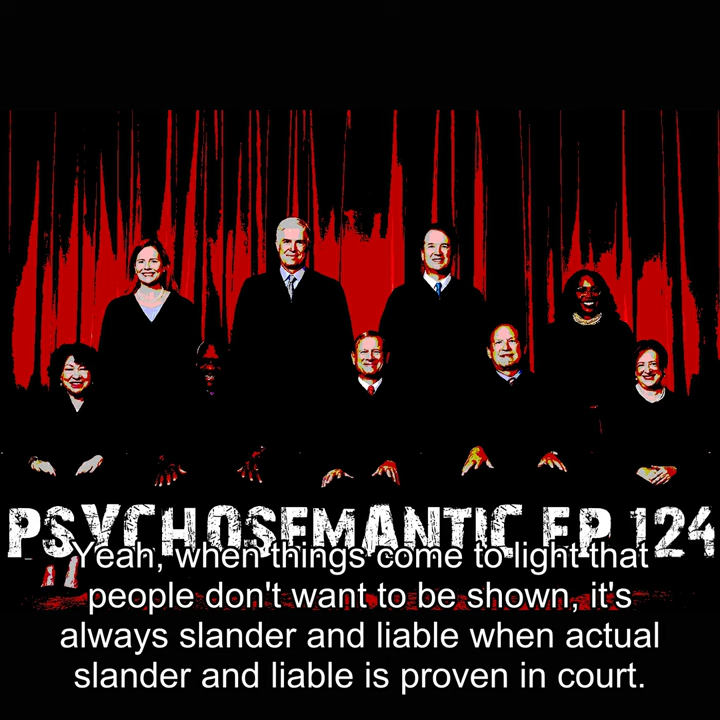 PSYCHOSEMANTIC EP 124
Yeah, when things come to light that
people don't want to be shown, it's
always slander and liable when actual
slander and liable is proven in court.